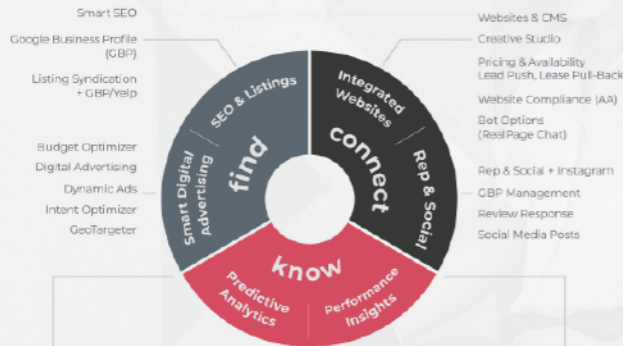 Smart SEO
Google Business Profile
(GBP)
Listing Syndication
+ GBP/Yelp
Budget Optimizer
Digital Advertising
Dynamic Ads
Intent Optimizer
GeoTargeter
SEO & Listings
Smart Digital
Advertising
find
Integrated
Websites
connect
Rep & Social
know
Predictive
Analytics
Performance
Insights
Websites & CMS
Creative Studio
Pricing & Availability
Lead Push, Lease Pull-Back
Website Compliance (AA)
Bot Options
(RealPage Chat)
Rep & Social + Instagram
GBP Management
Review Response
Social Media Posts